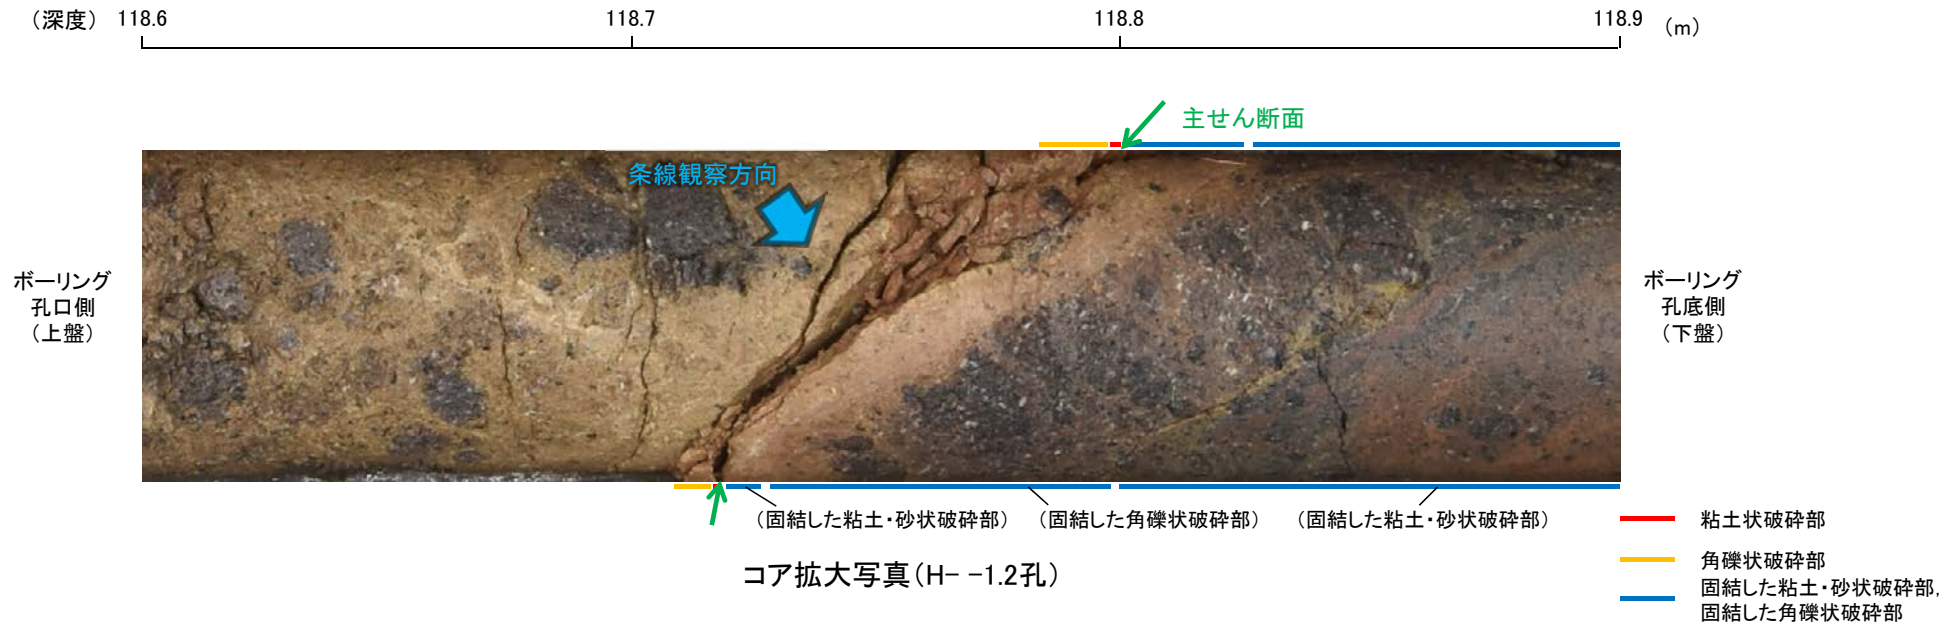 （深度） 118.6 118.7 118.8 118.9 （m）
主せん断面
条線観察方向
ボーリング
孔口側
（上盤）
ボーリング
孔底側
（下盤）
（固結した粘土・砂状破砕部） （固結した角礫状破砕部） （固結した粘土・砂状破砕部）
コア拡大写真（H- -1.2孔）
粘土状破砕部
角礫状破砕部
固結した粘土・砂状破砕部,
固結した角礫状破砕部